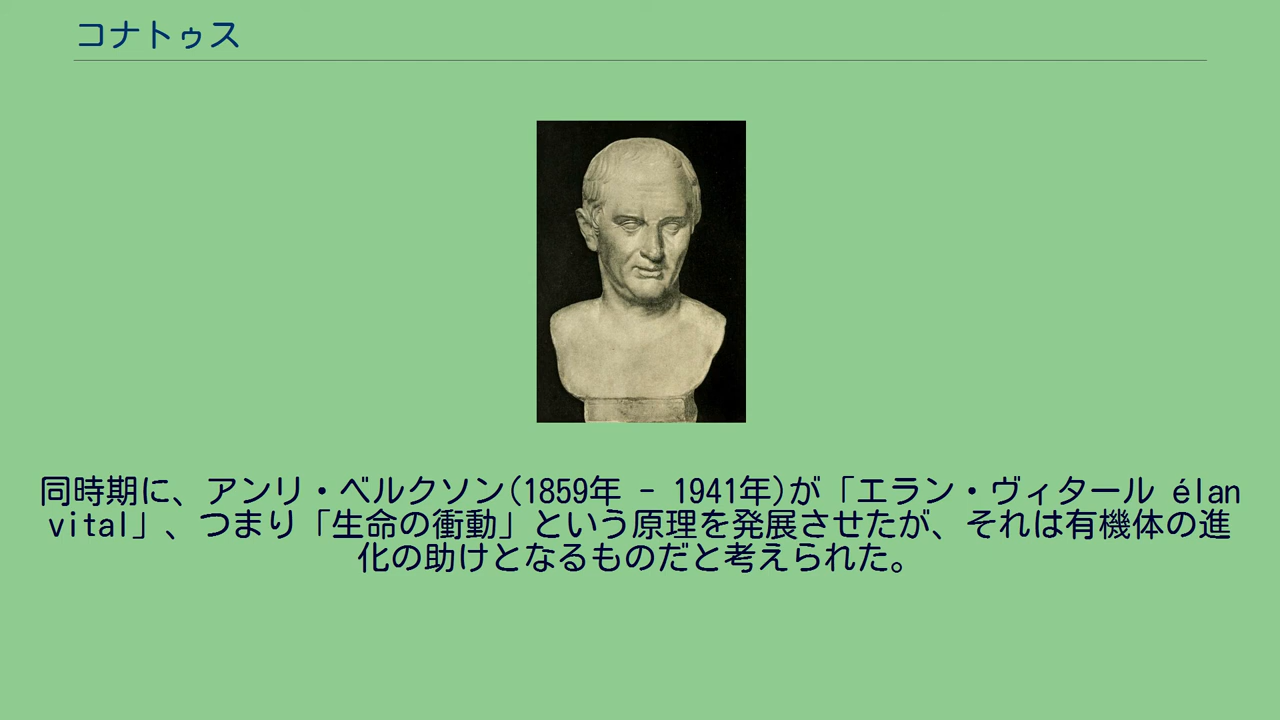 コナトゥス
同時期に、アンリ・ベルクソン(1859年 - 1941年)が「エラン・ヴィタール élan
vital」、つまり「生命の衝動」という原理を発展させたが、それは有機体の進
化の助けとなるものだと考えられた。